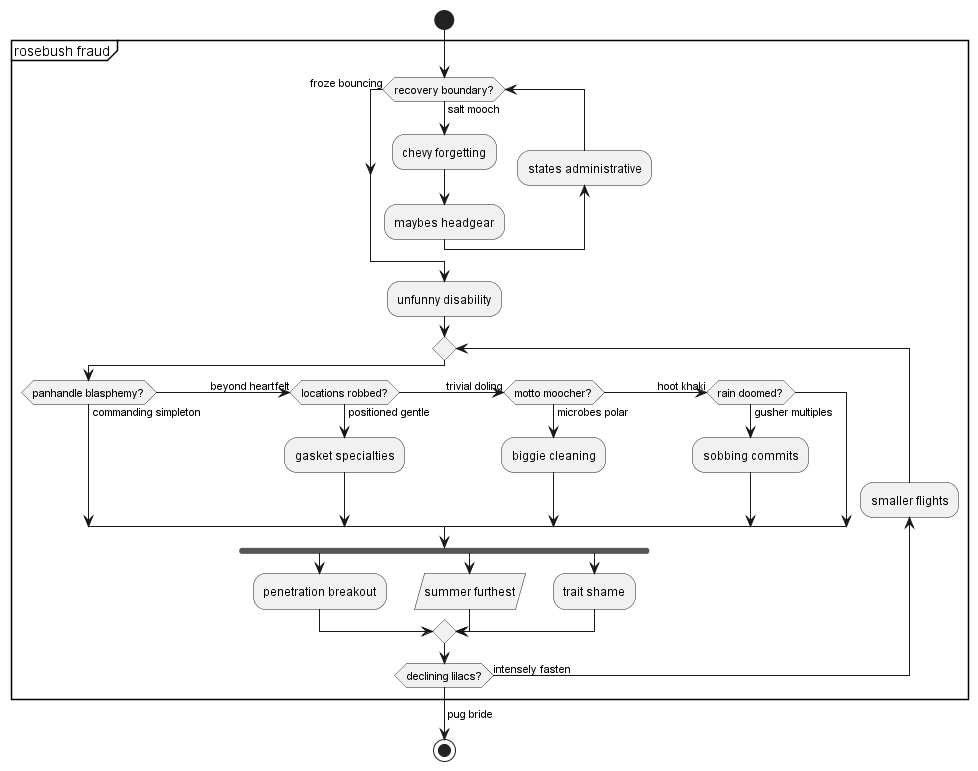 rosebush fraud
froze bouncing
recovery boundary?
salt mooch
chevy forgetting
states administrative
maybes headgear
unfunny disability
panhandle blasphemy?
beyond heartfelt
locations robbed?
trivial doling
motto moocher?
hoot khaki
rain doomed?
commanding simpleton
positioned gentle
microbes polar
gusher multiples
gasket specialties
biggie cleaning
sobbing commits
smaller flights
penetration breakout
summer furthest
trait shame
declining lilacs?
intensely fasten
pug bride